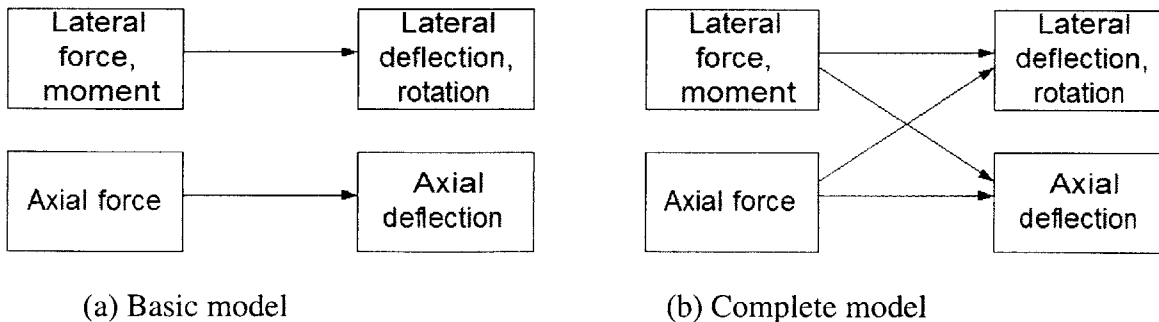 Lateral
force,
moment
Lateral
deflection,
rotation
Axial force
Axial
deflection
(a) Basic model
Lateral
force,
moment
Lateral
deflection,
rotation
Axial force
Axial
deflection
(b) Complete model